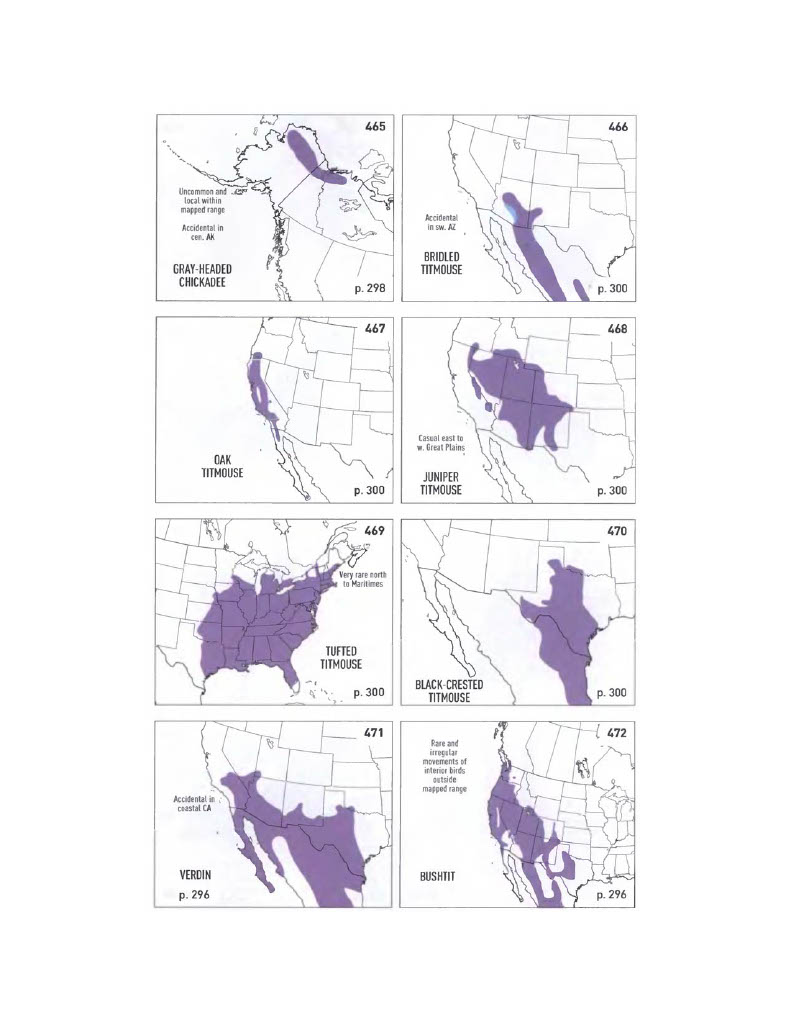 465
Uncommon and
local within
mapped range
Accidental in
cen. AK
GRAY-HEADED
CHICKADEE
p. 298
466
Accidental
in sw. AZ
BRIDLED
TITMOUSE
p. 300
467
OAK
TITMOUSE
p. 300
468
Casual east to
w. Great Plains
JUNIPER
TITMOUSE
p. 300
469
Very rare north
to Maritimes
TUFTED
TITMOUSE
p. 300
470
BLACK-CRESTED
TITMOUSE
p. 300
471
Accidental in
coastal CA
VERDIN
p. 296
472
Rare and
irregular
movements of
interior birds
outside
mapped range
BUSHTIT
p. 296